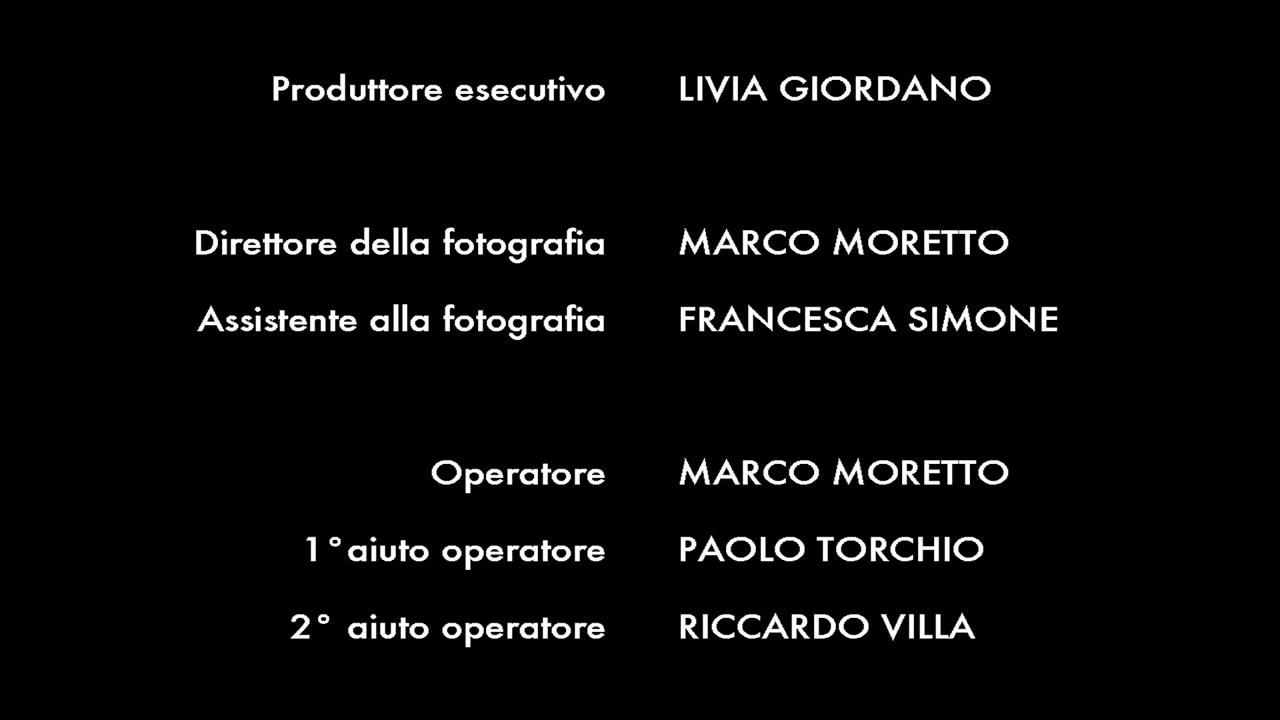 Produttore esecutivo LIVIA GIORDANO
Direttore della fotografia MARCO MORETTO
Assistente alla fotografia FRANCESCA SIMONE
Operatore MARCO MORETTO
1°aiuto operatore PAOLO TORCHIO
2° aiuto operatore RICCARDO VILLA